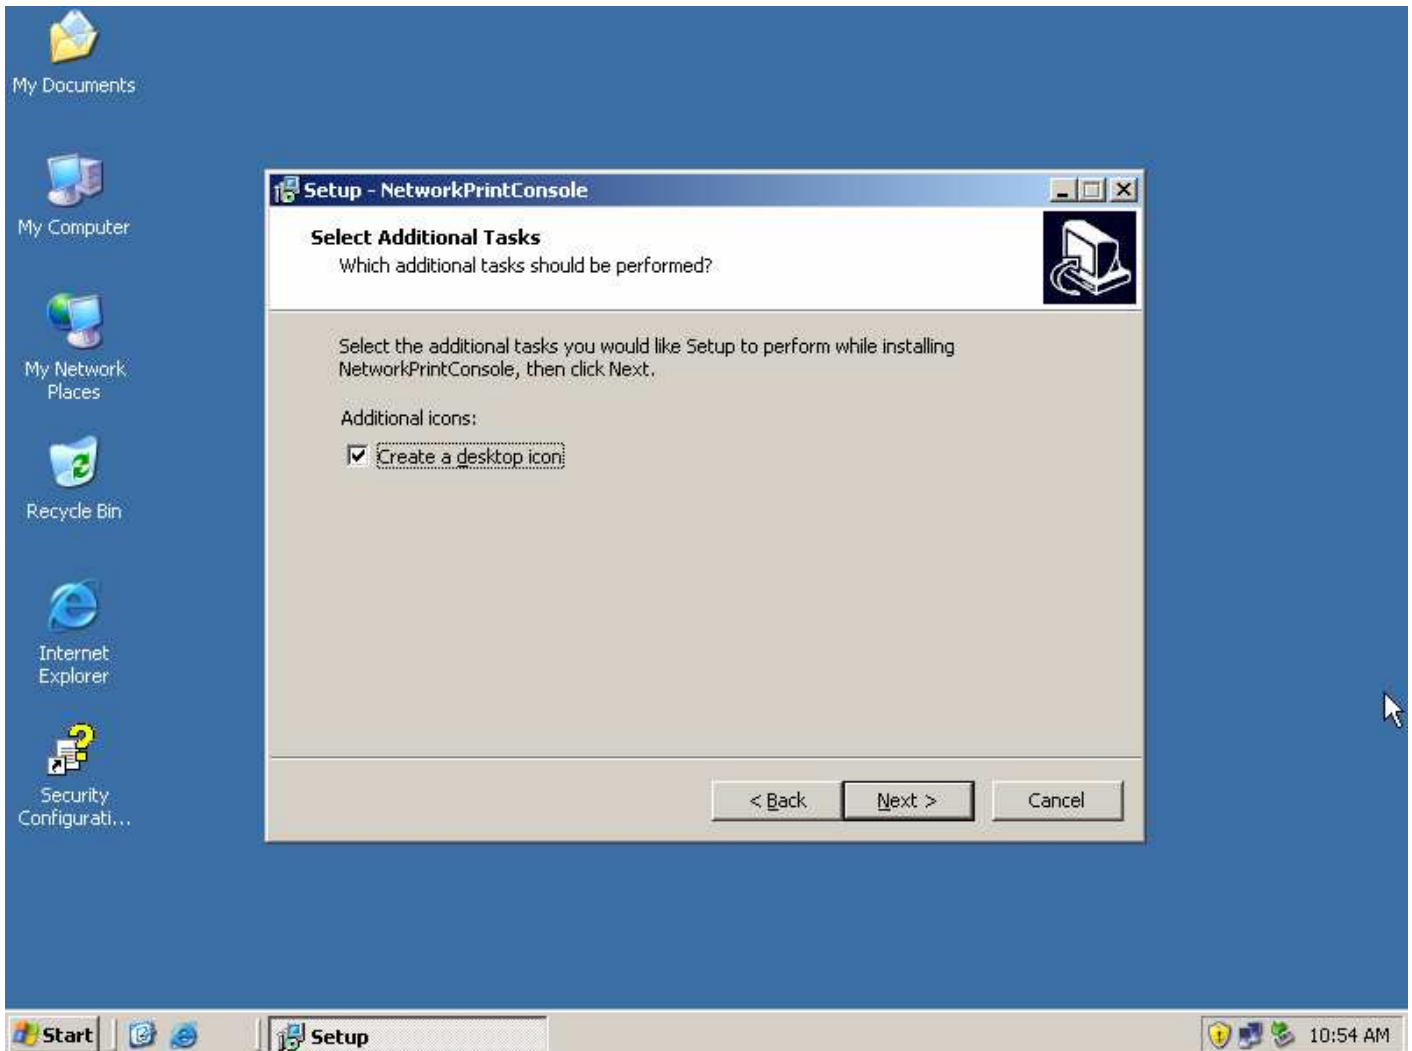 My Documents
My Computer
My Network
Places
Recycle Bin
Internet
Explorer
Security
Configurati...
Setup - NetworkPrintConsole
Select Additional Tasks
Which additional tasks should be performed?
Select the additional tasks you would like Setup to perform while installing
NetworkPrintConsole, then click Next.
Additional icons:
Create a desktop icon
< Back
Next >
Cancel
Start
Setup
10:54 AM